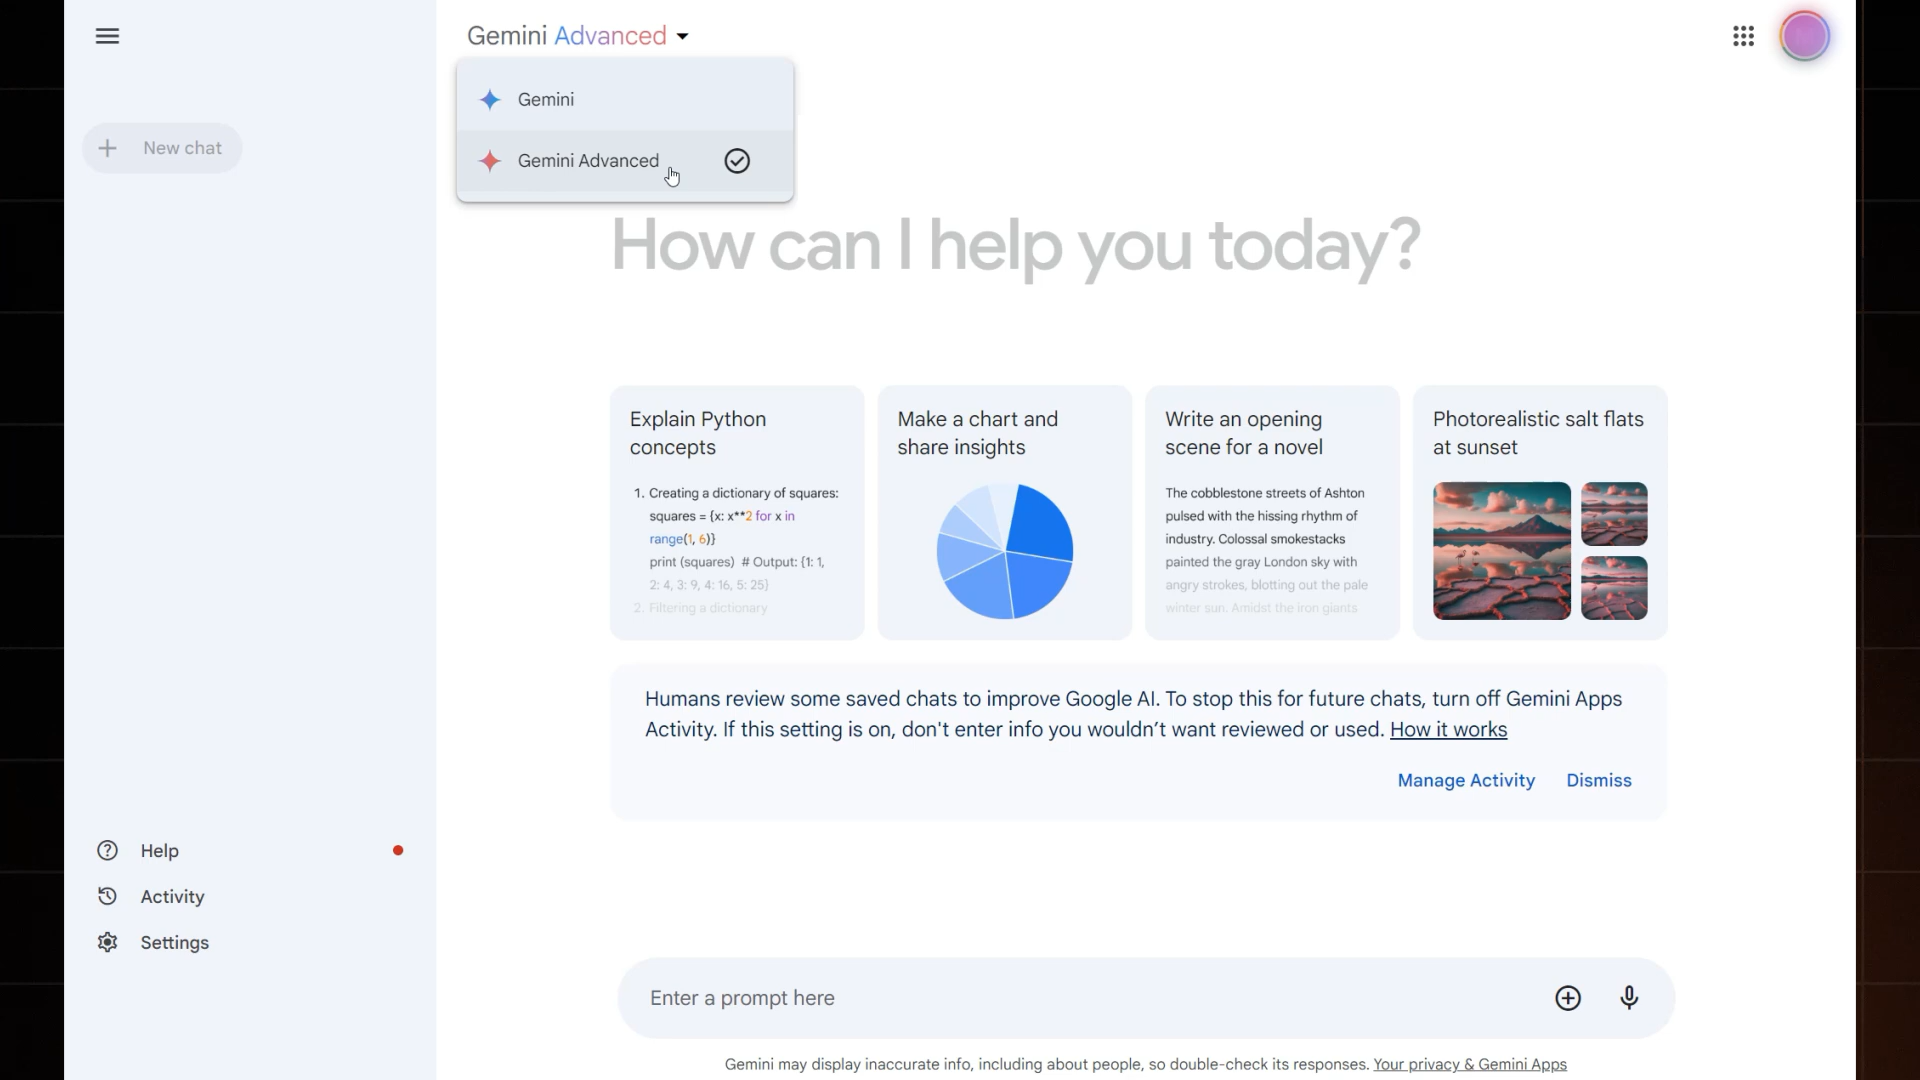 Gemini Advanced
Gemini
Gemini Advanced
New chat
How can I help you today?
Explain Python
concepts
1. Creating a dictionary of squares:
squares = {x: x**2 for x in
range(1, 6)}
print (squares) # Output: {1: 1,
2: 4, 3: 9, 4: 16, 5: 25}
2. Filtering a dictionary
Make a chart and
share insights
Write an opening
scene for a novel
The cobblestone streets of Ashton
pulsed with the hissing rhythm of
industry. Colossal smokestacks
painted the gray London sky with
angry strokes, blotting out the pale
winter sun. Amidst the iron giants
Photorealistic salt flats
at sunset
Humans review some saved chats to improve Google AI. To stop this for future chats, turn off Gemini Apps
Activity. If this setting is on, don't enter info you wouldn’t want reviewed or used. How it works
Manage Activity Dismiss
Help
Activity
Settings
Enter a prompt here
Gemini may display inaccurate info, including about people, so double-check its responses. Your privacy & Gemini Apps